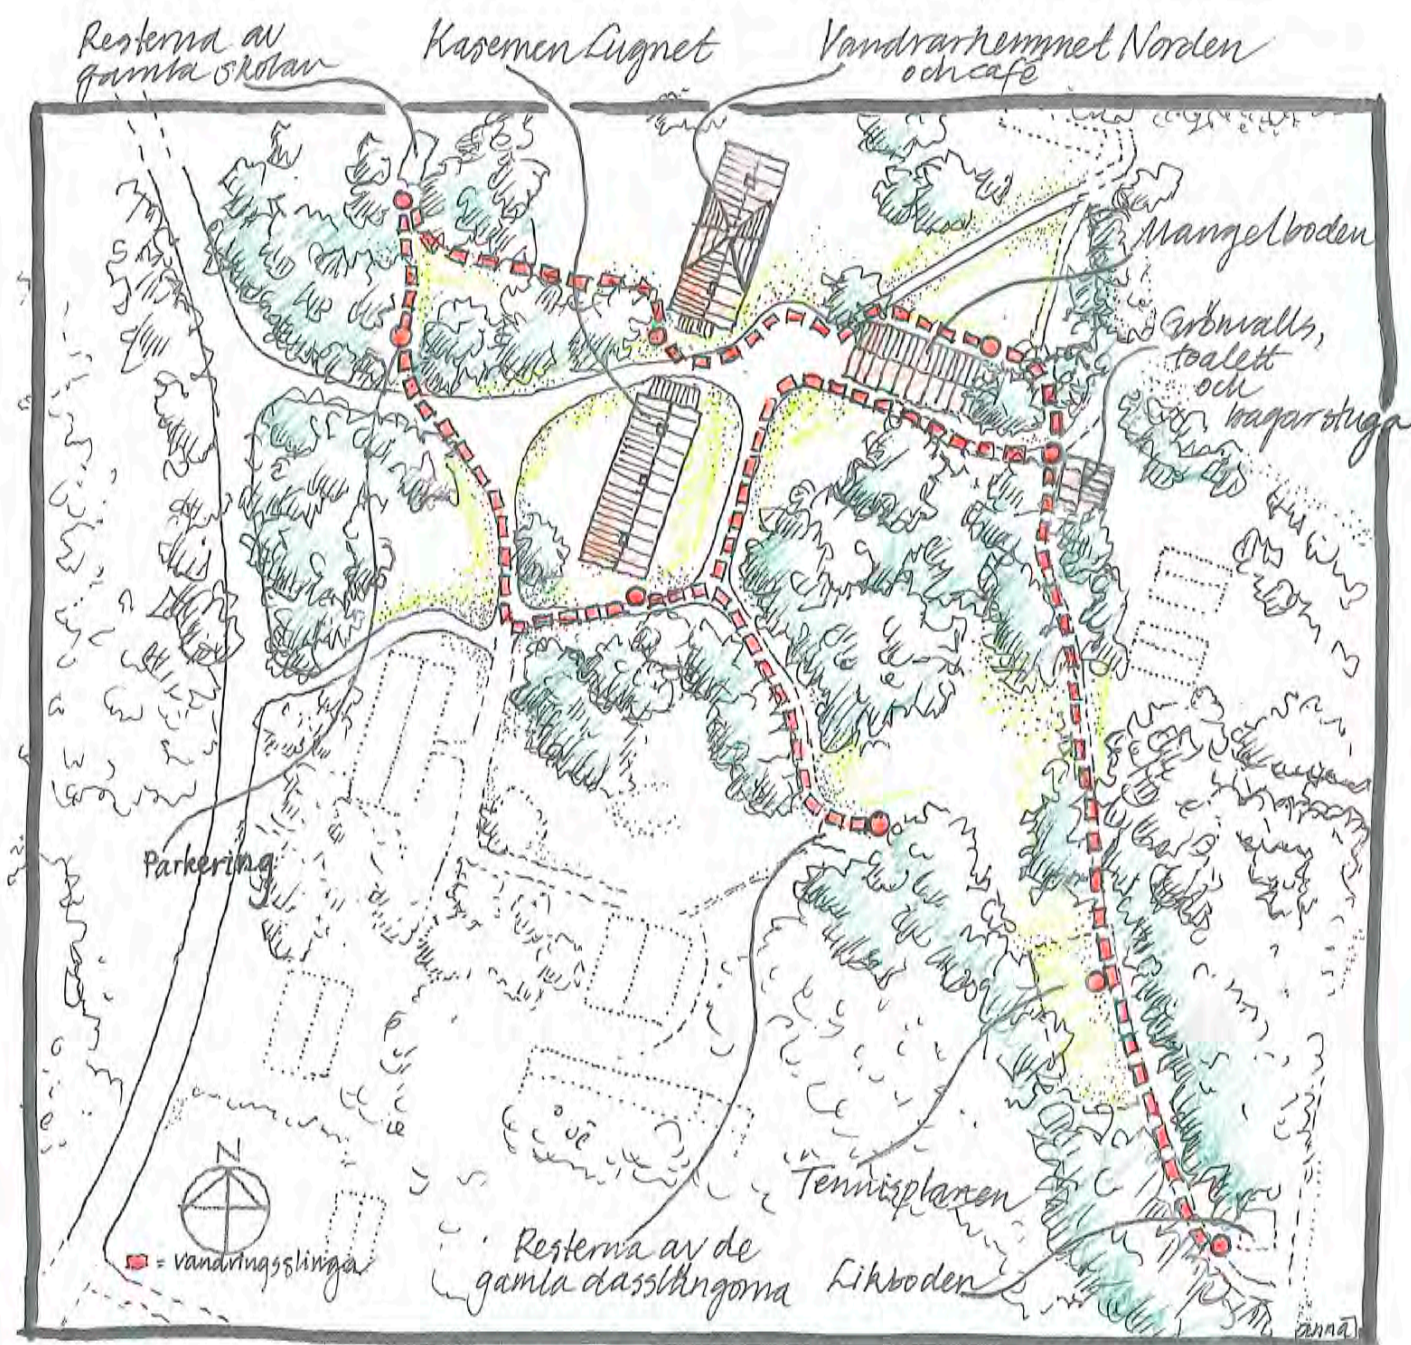 Resterna av
gamla skolan
Kasernen Lugnet
Vandrarhemmet Norden
och café
Mangelboden
Grönvalls,
toalett
och
bagarstuga
Parkering
N
= vandringsslinga
Tennisplanen
Resterna av de
gamla dasslängorna
Likboden
anna